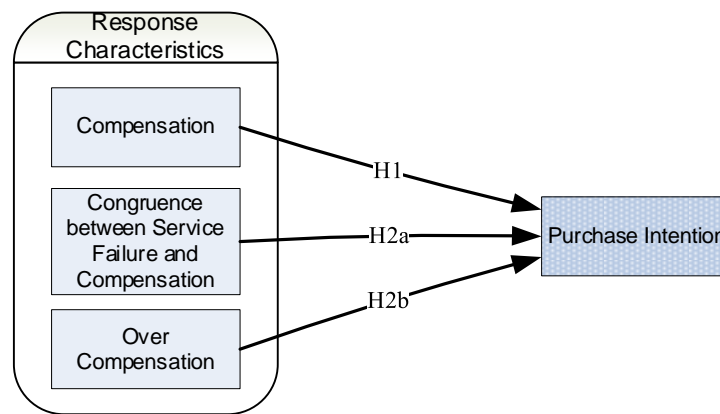 Response
Characteristics
Compensation
H1
Congruence
between Service
Failure and
Compensation
H2a
Purchase Intention
Over
Compensation
H2b